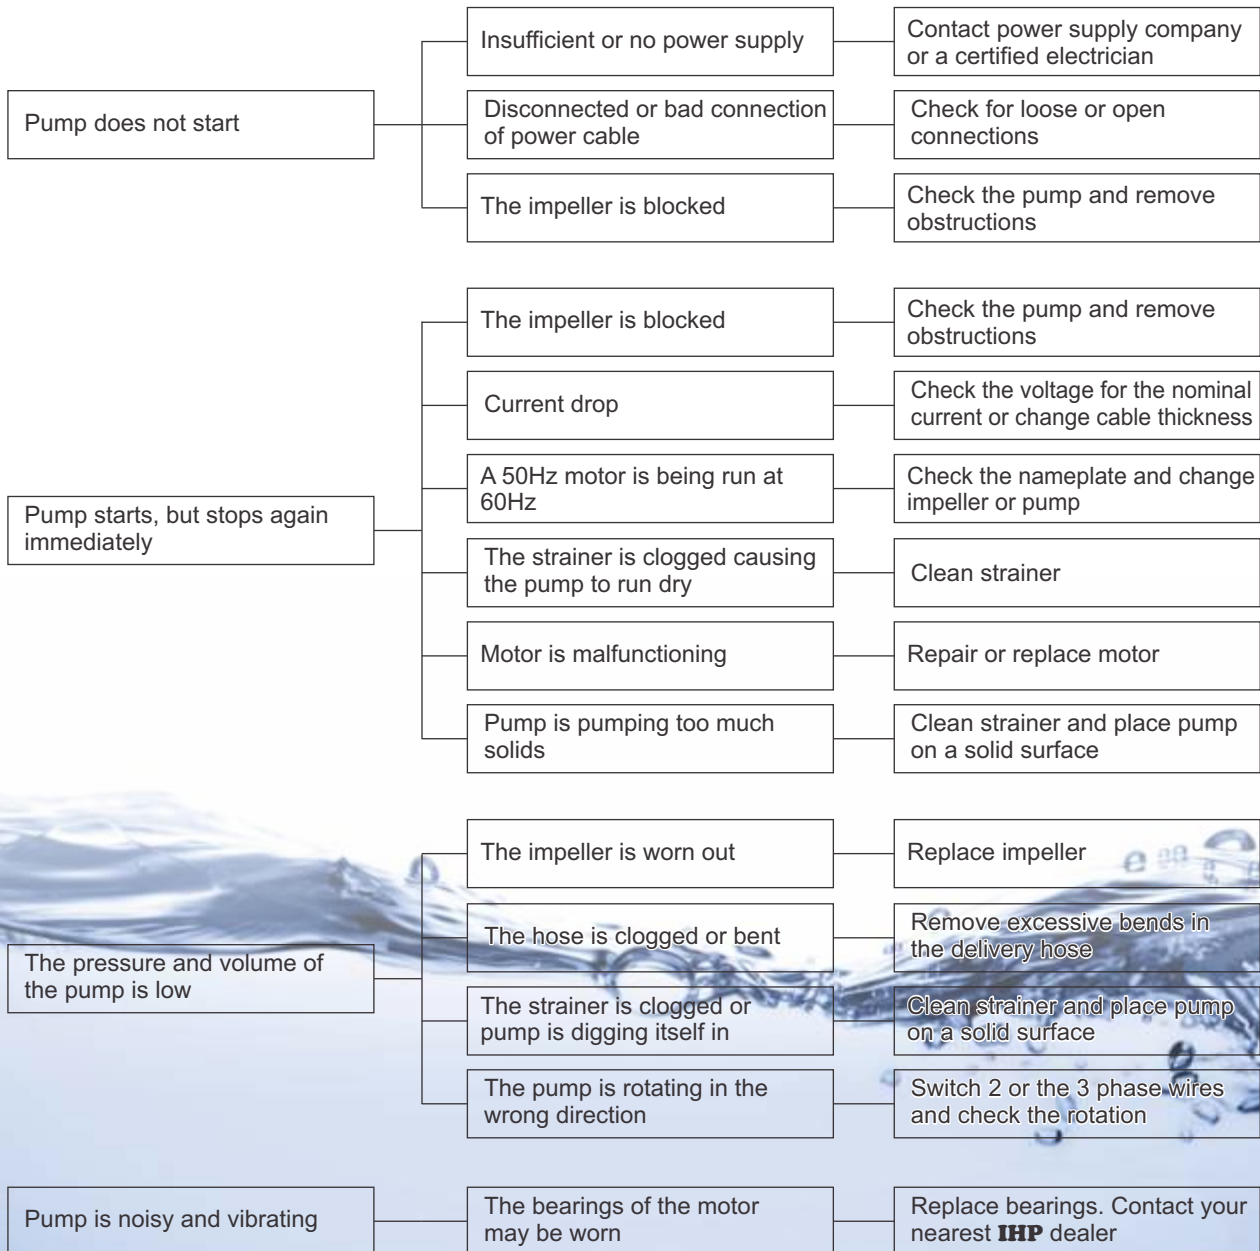 Insufficient or no power supply
Contact power supply company
or a certified electrician
Pump does not start
Disconnected or bad connection
of power cable
Check for loose or open
connections
The impeller is blocked
Check the pump and remove
obstructions
The impeller is blocked
Check the pump and remove
obstructions
Current drop
Check the voltage for the nominal
current or change cable thickness
Pump starts, but stops again
immediately
A 50Hz motor is being run at
60Hz
Check the nameplate and change
impeller or pump
The strainer is clogged causing
the pump to run dry
Clean strainer
Motor is malfunctioning
Repair or replace motor
Pump is pumping too much
solids
Clean strainer and place pump
on a solid surface
The impeller is worn out
Replace impeller
The pressure and volume of
the pump is low
The hose is clogged or bent
Remove excessive bends in
the delivery hose
The strainer is clogged or
pump is digging itself in
Clean strainer and place pump
on a solid surface
The pump is rotating in the
wrong direction
Switch 2 or the 3 phase wires
and check the rotation
Pump is noisy and vibrating
The bearings of the motor
may be worn
Replace bearings. Contact your
nearest IHP dealer